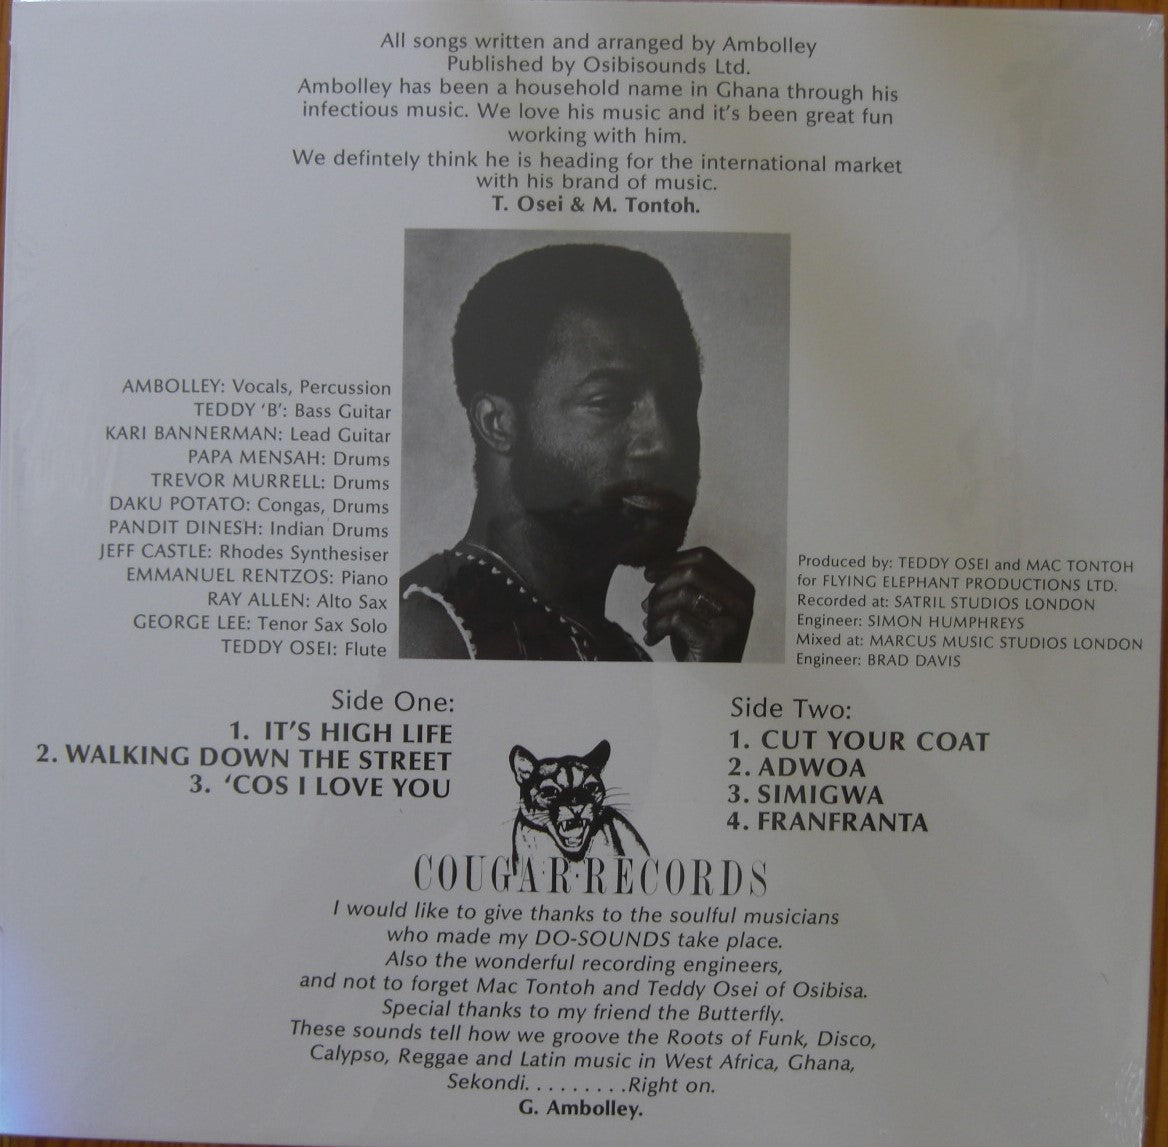 All songs written and arranged by Ambolley
Published by Osibisounds Ltd.
Ambolley has been a household name in Ghana through his
infectious music. We love his music and it's been great fun
working with him.
We defintely think he is heading for the international market
with his brand of music.
T. Osei & M. Tontoh.
AMBOLLEY: Vocals, Percussion
TEDDY 'B': Bass Guitar
KARI BANNERMAN: Lead Guitar
PAPA MENSAH: Drums
TREVOR MURRELL: Drums
DAKU POTATO: Congas, Drums
PANDIT DINESH: Indian Drums
JEFF CASTLE: Rhodes Synthesiser
EMMANUEL RENTZOS: Piano
RAY ALLEN: Alto Sax
GEORGE LEE: Tenor Sax Solo
TEDDY OSEI: Flute
Produced by: TEDDY OSEI and MAC TONTOH
for FLYING ELEPHANT PRODUCTIONS LTD.
Recorded at: SATRIL STUDIOS LONDON
Engineer: SIMON HUMPHREYS
Mixed at: MARCUS MUSIC STUDIOS LONDON
Engineer: BRAD DAVIS
Side One:
1. IT'S HIGH LIFE
2. WALKING DOWN THE STREET
3. 'COS I LOVE YOU
Side Two:
1. CUT YOUR COAT
2. ADWOA
3. SIMIGWA
4. FRANFRANTA
COUGAR·RECORDS
I would like to give thanks to the soulful musicians
who made my DO-SOUNDS take place.
Also the wonderful recording engineers,
and not to forget Mac Tontoh and Teddy Osei of Osibisa.
Special thanks to my friend the Butterfly.
These sounds tell how we groove the Roots of Funk, Disco,
Calypso, Reggae and Latin music in West Africa, Ghana,
Sekondi. . . . . . . . .Right on.
G. Ambolley.